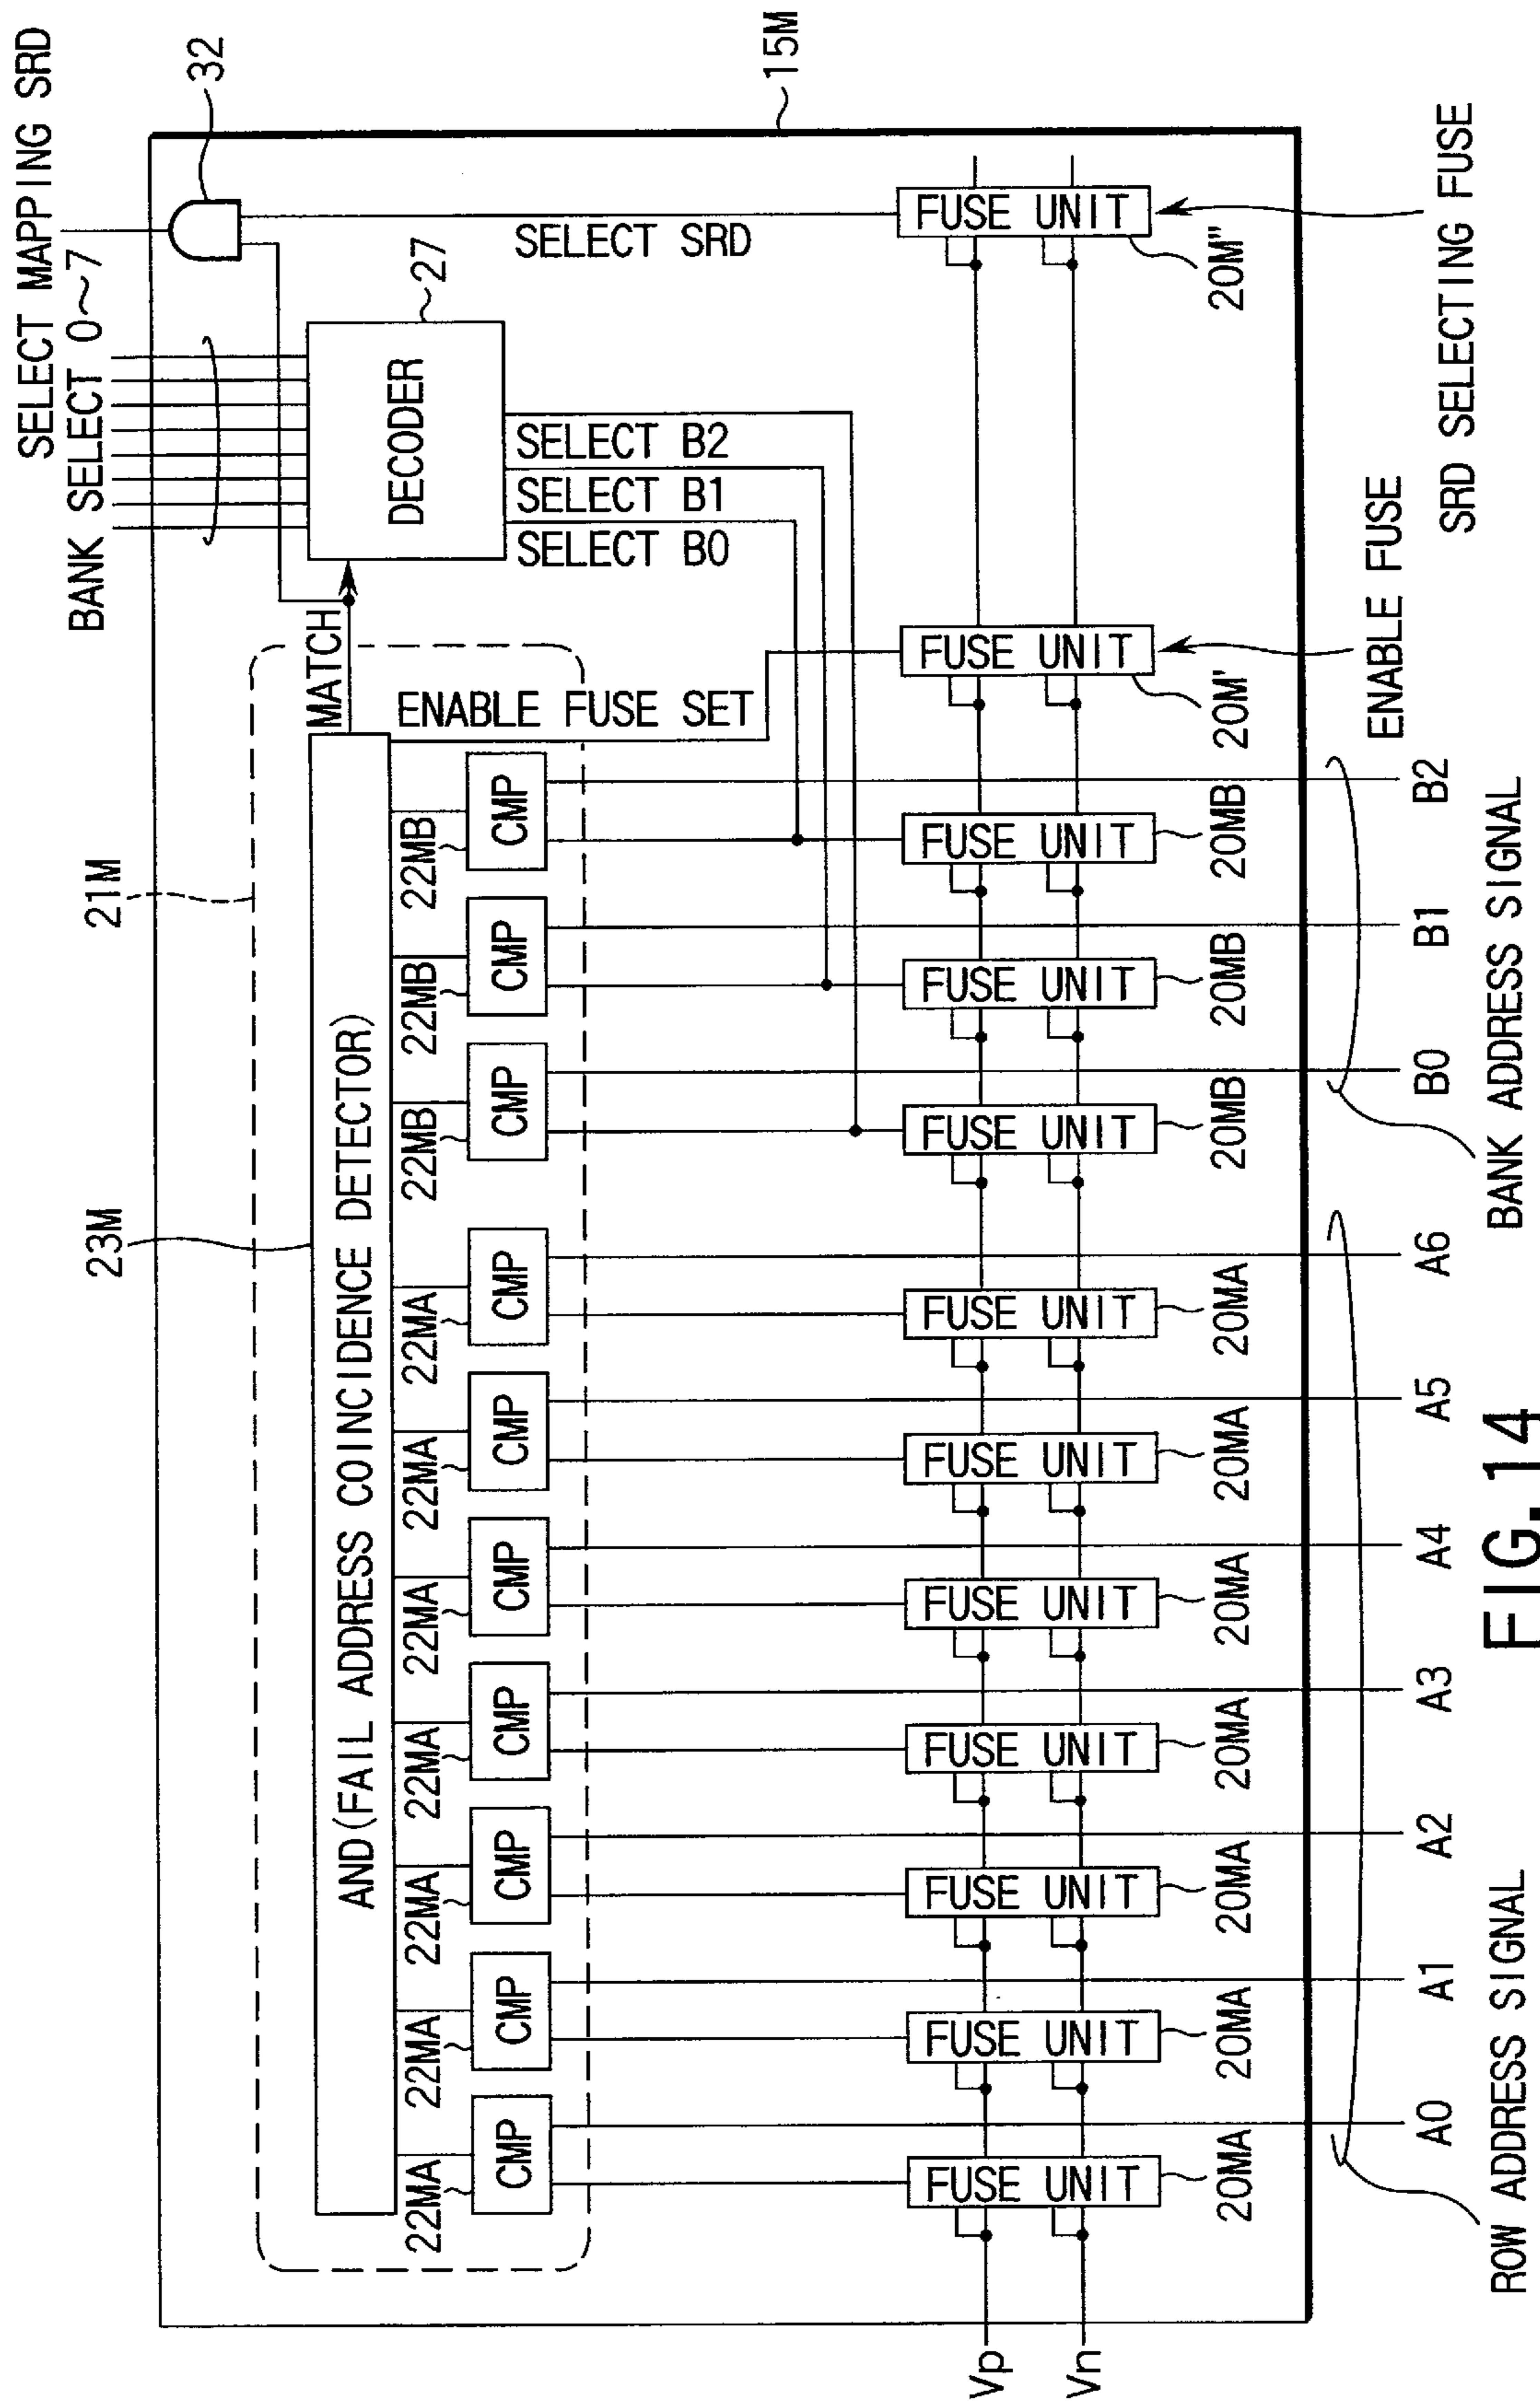 SELECT MAPPING SRD
BANK SELECT 0~7
32
15M
21M
23M
MATCH
DECODER
27
SELECT B2
SELECT B1
SELECT B0
SELECT SRD
AND(FAIL ADDRESS COINCIDENCE DETECTOR)
ENABLE FUSE SET
22MA 22MA 22MA 22MA 22MA 22MA 22MA 22MB 22MB 22MB
CMP CMP CMP CMP CMP CMP CMP CMP CMP CMP
Vp
Vn
FUSE UNIT FUSE UNIT FUSE UNIT FUSE UNIT FUSE UNIT FUSE UNIT FUSE UNIT FUSE UNIT FUSE UNIT FUSE UNIT FUSE UNIT FUSE UNIT
20MA 20MA 20MA 20MA 20MA 20MA 20MA 20MB 20MB 20MB 20M' 20M"
A0 A1 A2 A3 A4 A5 A6 B0 B1 B2
ENABLE FUSE
SRD SELECTING FUSE
ROW ADDRESS SIGNAL
BANK ADDRESS SIGNAL
FIG. 14